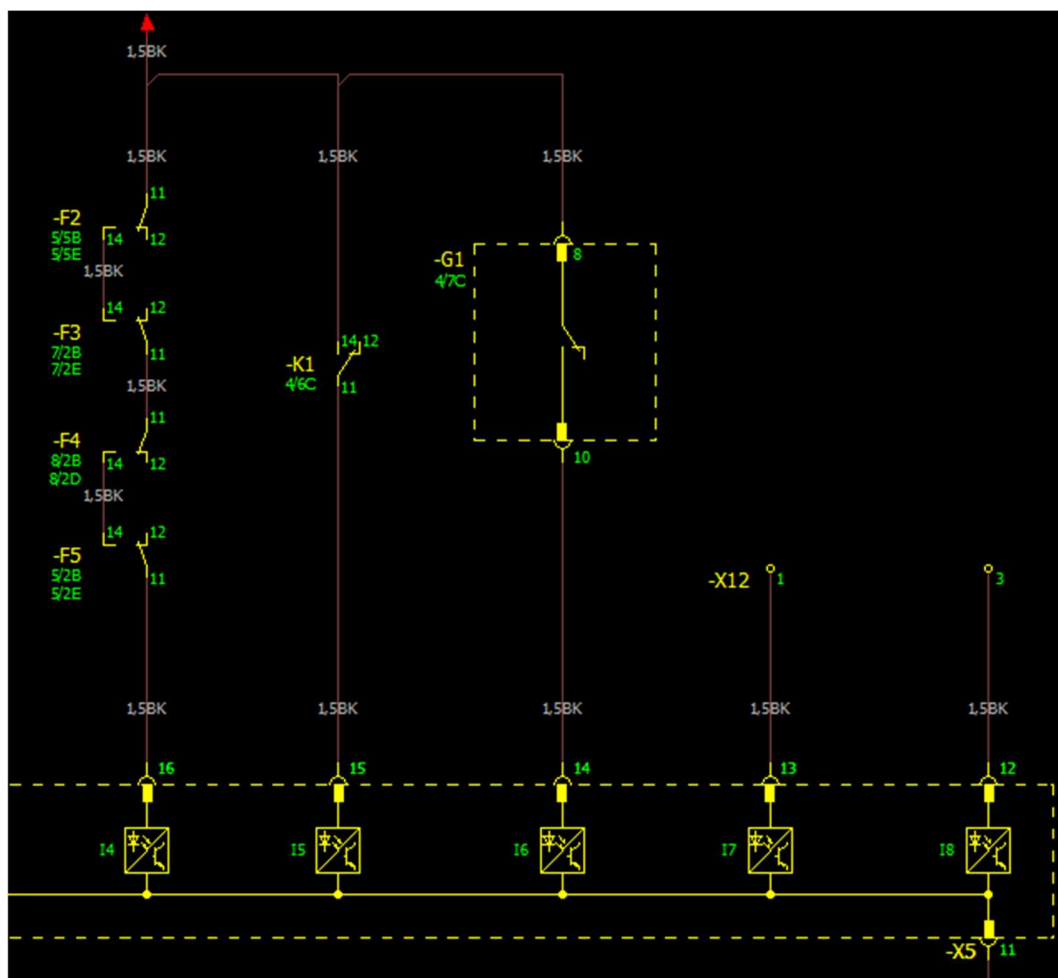 1,5BK
1,5BK
1,5BK
1,5BK
11
-F2
5/5B
5/5E
14
12
1,5BK
14
12
-F3
7/2B
7/2E
11
1,5BK
11
-F4
8/2B
8/2D
14
12
1,5BK
14
12
-F5
5/2B
5/2E
11
-K1
4/6C
14
12
11
-G1
4/7C
8
10
-X12
1
3
1,5BK
1,5BK
1,5BK
1,5BK
1,5BK
16
15
14
13
12
I4
I5
I6
I7
I8
-X5
11